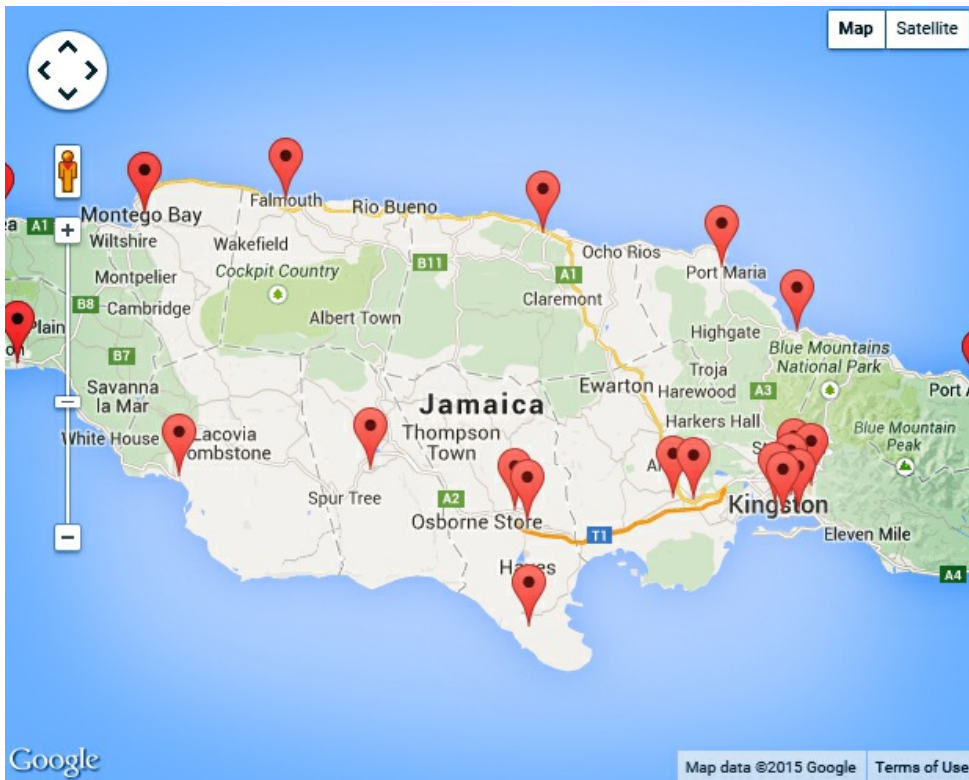 Map Satellite
Falmouth
Rio Bueno
Montego Bay
A1
Wiltshire
Wakefield
Ocho Rios
Port Maria
B11
A1
Montpelier
Cockpit Country
Claremont
B8
Cambridge
Albert Town
Plain
Highgate
Blue Mountains
National Park
B7
Troja
Savanna
la Mar
Ewarton
Harewood
A3
Port A
Jamaica
Harkers Hall
White House
Lacovia
Tombstone
Thompson
Town
Blue Mountain
Peak
Spur Tree
A2
Kingston
Osborne Store
T1
Eleven Mile
Hayes
A4
Google
Map data ©2015 Google Terms of Use